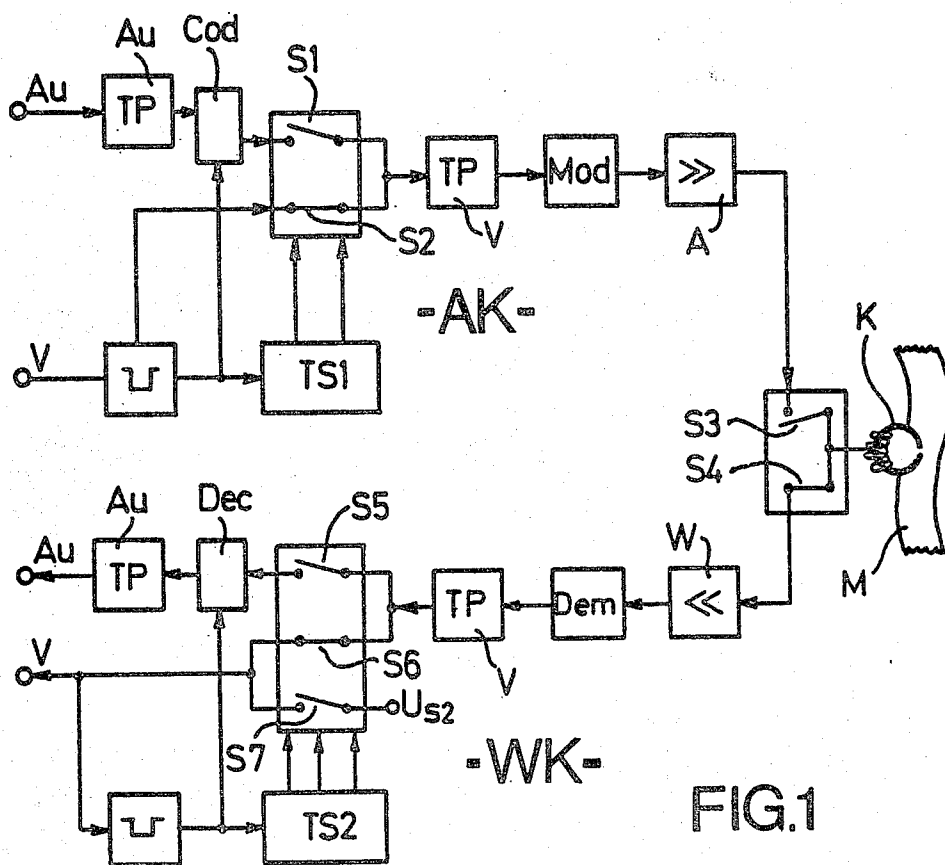 Au Cod
Au S1
TP
TP Mod ≫
S2 V A
-AK-
K
V
TS1
S3
S4
Au Dec S5 W
Au
TP TP Dem ≪
M
V S6 V
U_S2
S7
-WK-
TS2
FIG.1